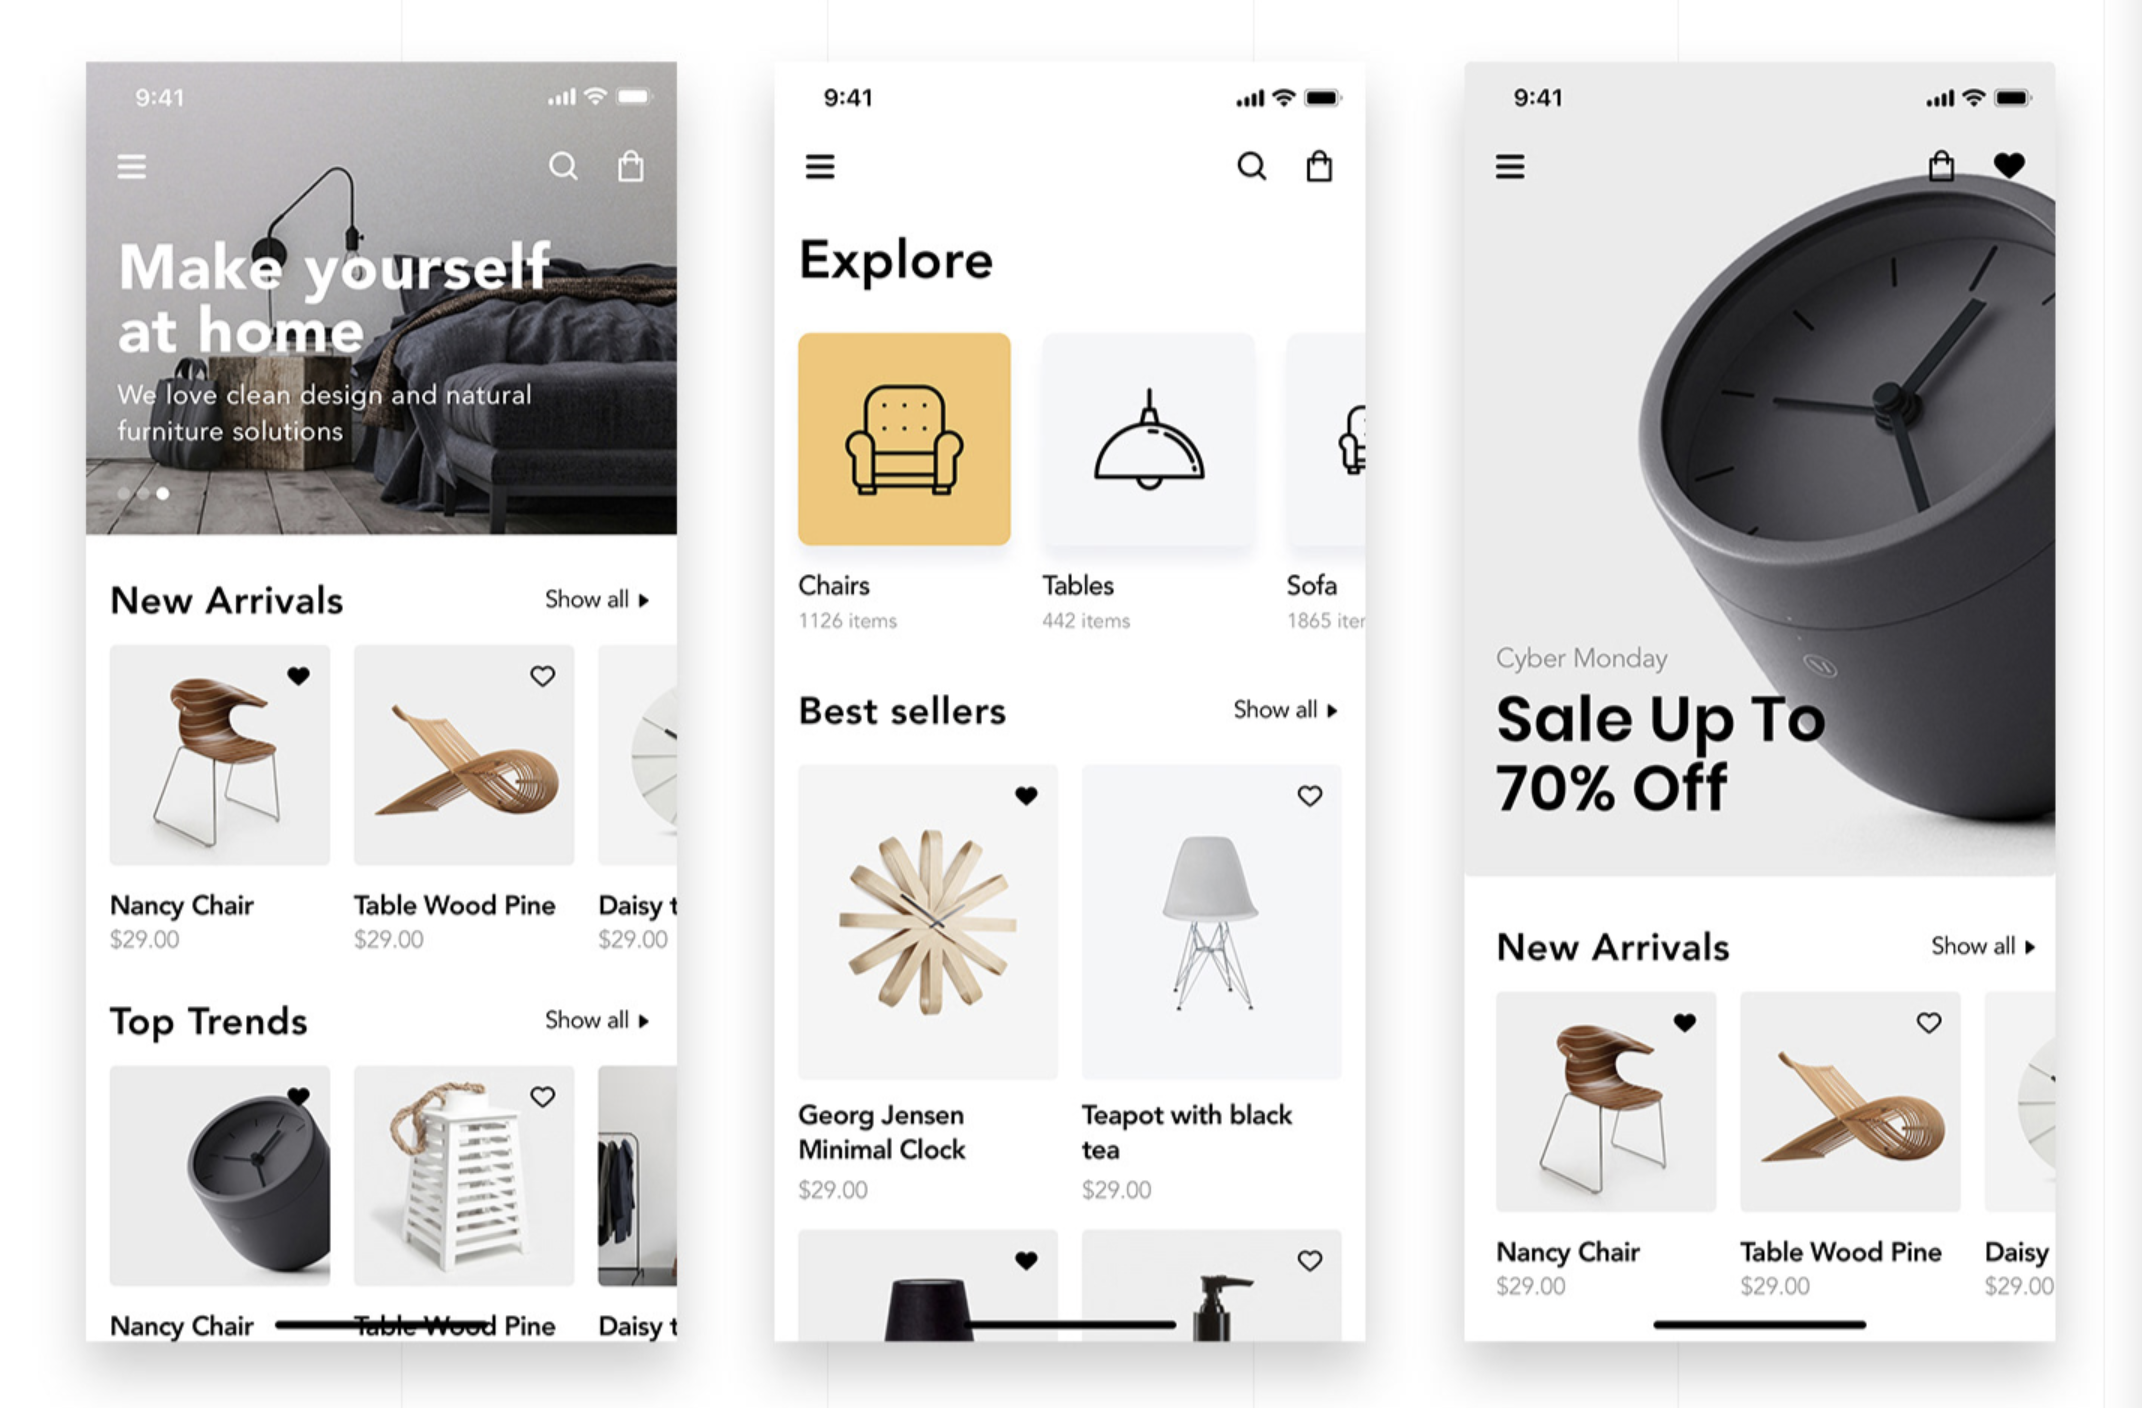 9:41
Make yourself
at home
We love clean design and natural
furniture solutions
New Arrivals
Show all
Nancy Chair
Table Wood Pine
Daisy t
$29.00
$29.00
$29.00
Top Trends
Show all
Nancy Chair
Table Wood Pine
Daisy t
9:41
Explore
Chairs
Tables
Sofa
1126 items
442 items
1865 iter
Best sellers
Show all
Georg Jensen
Minimal Clock
$29.00
Teapot with black
tea
$29.00
9:41
Cyber Monday
Sale Up To
70% Off
New Arrivals
Show all
Nancy Chair
Table Wood Pine
Daisy
$29.00
$29.00
$29.00